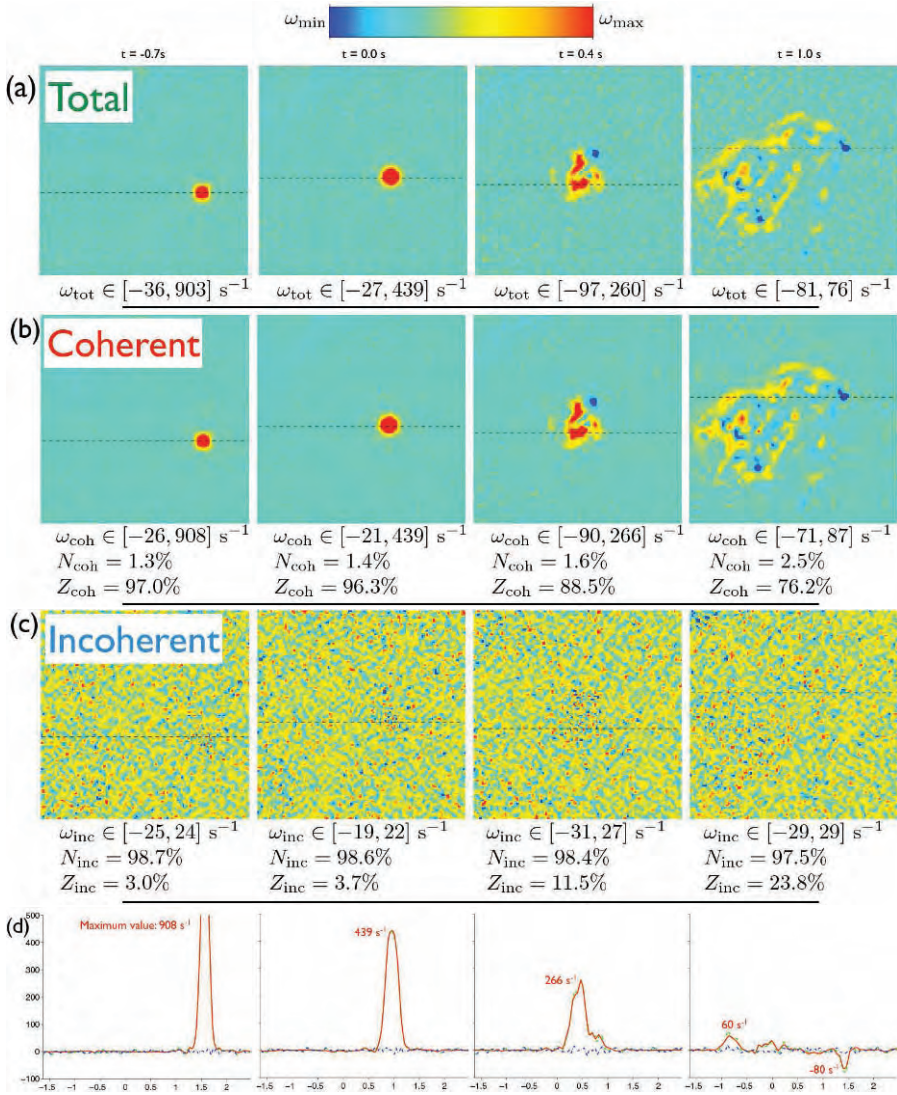 ω_min ω_max
t = -0.7s t = 0.0 s t = 0.4 s t = 1.0 s
(a) Total
ω_tot ∈ [−36, 903] s⁻¹ ω_tot ∈ [−27, 439] s⁻¹ ω_tot ∈ [−97, 260] s⁻¹ ω_tot ∈ [−81, 76] s⁻¹
(b) Coherent
ω_coh ∈ [−26, 908] s⁻¹ ω_coh ∈ [−21, 439] s⁻¹ ω_coh ∈ [−90, 266] s⁻¹ ω_coh ∈ [−71, 87] s⁻¹
N_coh = 1.3% N_coh = 1.4% N_coh = 1.6% N_coh = 2.5%
Z_coh = 97.0% Z_coh = 96.3% Z_coh = 88.5% Z_coh = 76.2%
(c) Incoherent
ω_inc ∈ [−25, 24] s⁻¹ ω_inc ∈ [−19, 22] s⁻¹ ω_inc ∈ [−31, 27] s⁻¹ ω_inc ∈ [−29, 29] s⁻¹
N_inc = 98.7% N_inc = 98.6% N_inc = 98.4% N_inc = 97.5%
Z_inc = 3.0% Z_inc = 3.7% Z_inc = 11.5% Z_inc = 23.8%
(d)
500
Maximum value: 908 s⁻¹ 439 s⁻¹
400
300
266 s⁻¹
200
100
60 s⁻¹
0
-80 s⁻¹
-100
-1.5 -1 -0.5 0 0.5 1 1.5 2 -1.5 -1 -0.5 0 0.5 1 1.5 2 -1.5 -1 -0.5 0 0.5 1 1.5 2 -1.5 -1 -0.5 0 0.5 1 1.5 2